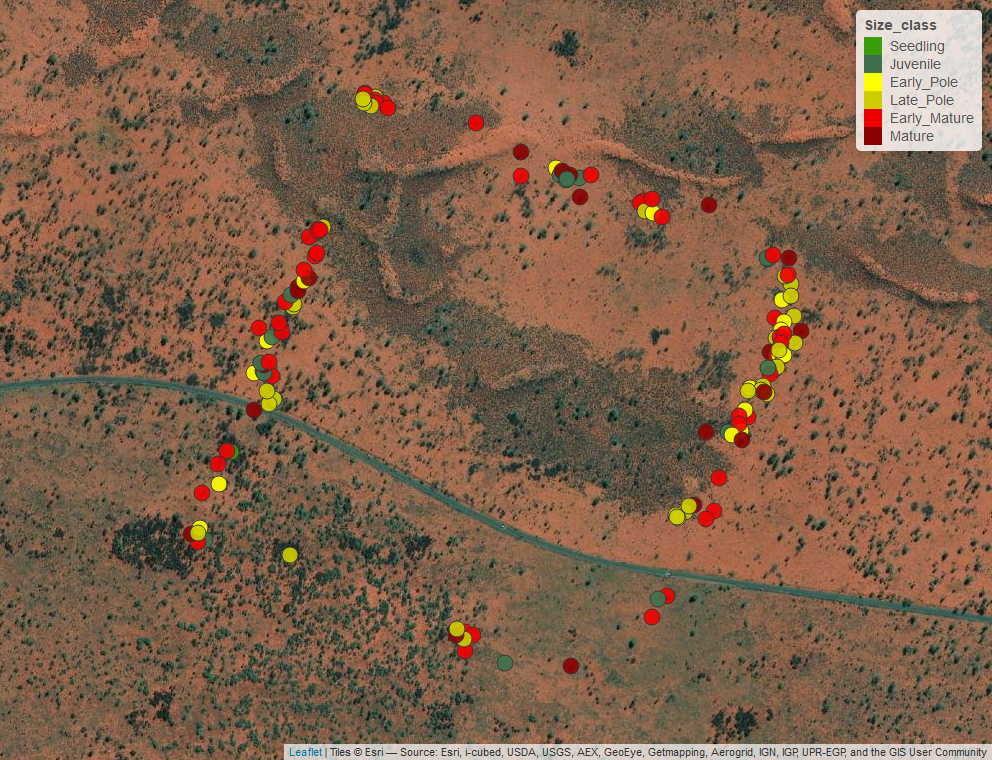 Size_class
Seedling
Juvenile
Early_Pole
Late_Pole
Early_Mature
Mature
Leaflet | Tiles © Esri — Source: Esri, i-cubed, USDA, USGS, AEX, GeoEye, Getmapping, Aerogrid, IGN, IGP, UPR-EGP, and the GIS User Community